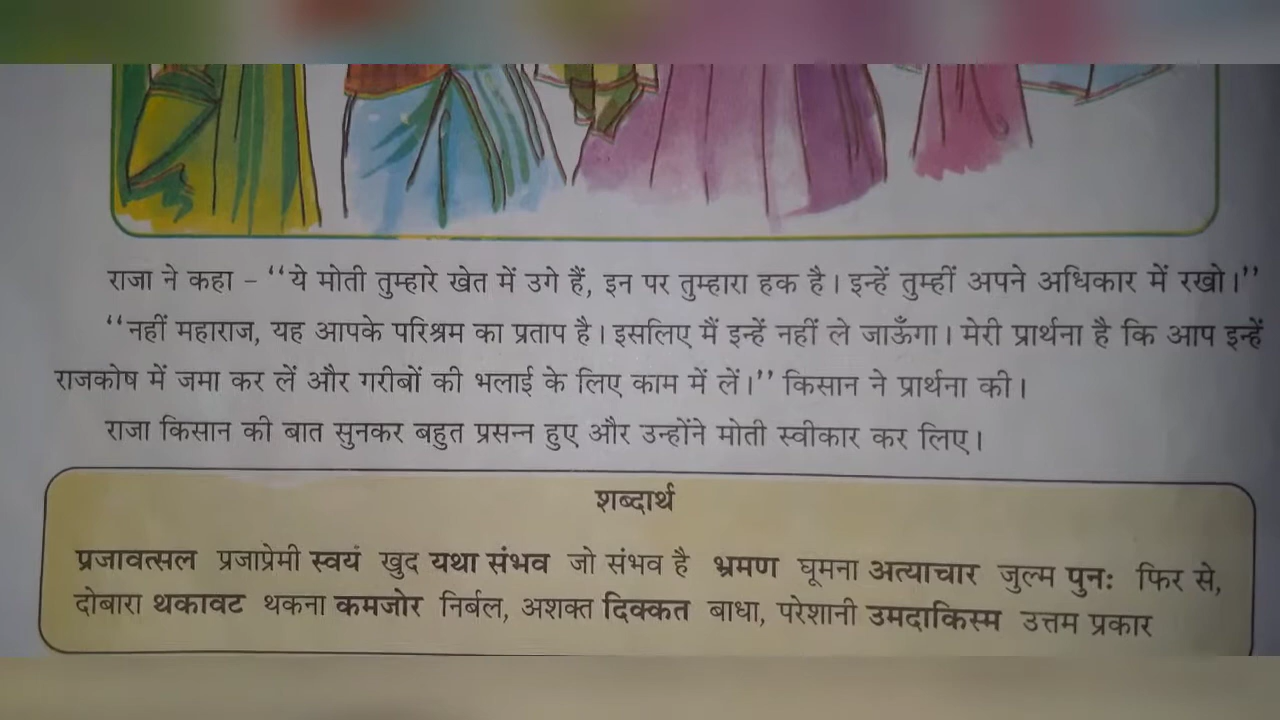 राजा ने कहा – “ये मोती तुम्हारे खेत में उगे हैं, इन पर तुम्हारा हक है। इन्हें तुम्हीं अपने अधिकार में रखो।”
“नहीं महाराज, यह आपके परिश्रम का प्रताप है। इसलिए मैं इन्हें नहीं ले जाऊँगा। मेरी प्रार्थना है कि आप इन्हें
राजकोष में जमा कर लें और गरीबों की भलाई के लिए काम में लें।” किसान ने प्रार्थना की।
राजा किसान की बात सुनकर बहुत प्रसन्न हुए और उन्होंने मोती स्वीकार कर लिए।
शब्दार्थ
प्रजावत्सल प्रजाप्रेमी स्वयं खुद यथा संभव जो संभव है भ्रमण घूमना अत्याचार जुल्म पुनः फिर से,
दोबारा थकावट थकना कमजोर निर्बल, अशक्त दिक्कत बाधा, परेशानी उमदाकिस्म उत्तम प्रकार